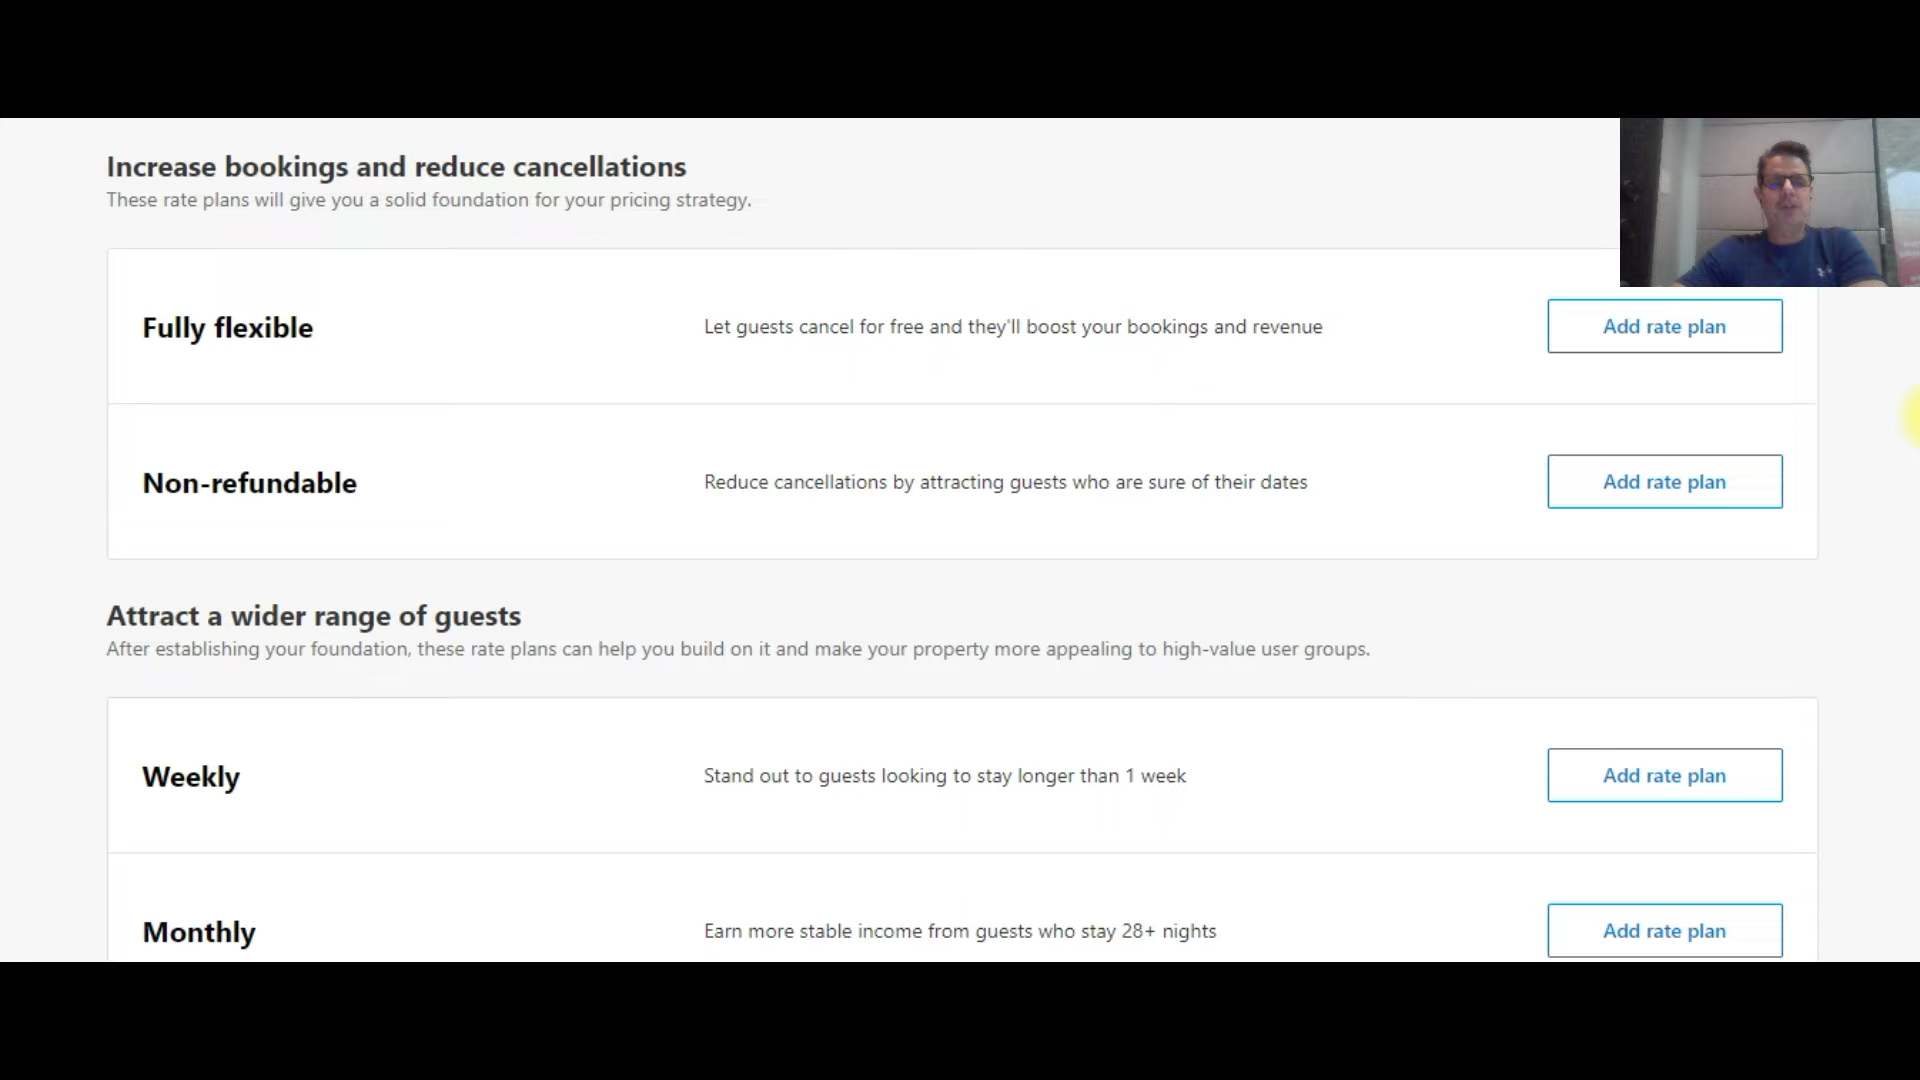 Increase bookings and reduce cancellations
These rate plans will give you a solid foundation for your pricing strategy.
Fully flexible
Let guests cancel for free and they'll boost your bookings and revenue
Add rate plan
Non-refundable
Reduce cancellations by attracting guests who are sure of their dates
Add rate plan
Attract a wider range of guests
After establishing your foundation, these rate plans can help you build on it and make your property more appealing to high-value user groups.
Weekly
Stand out to guests looking to stay longer than 1 week
Add rate plan
Monthly
Earn more stable income from guests who stay 28+ nights
Add rate plan